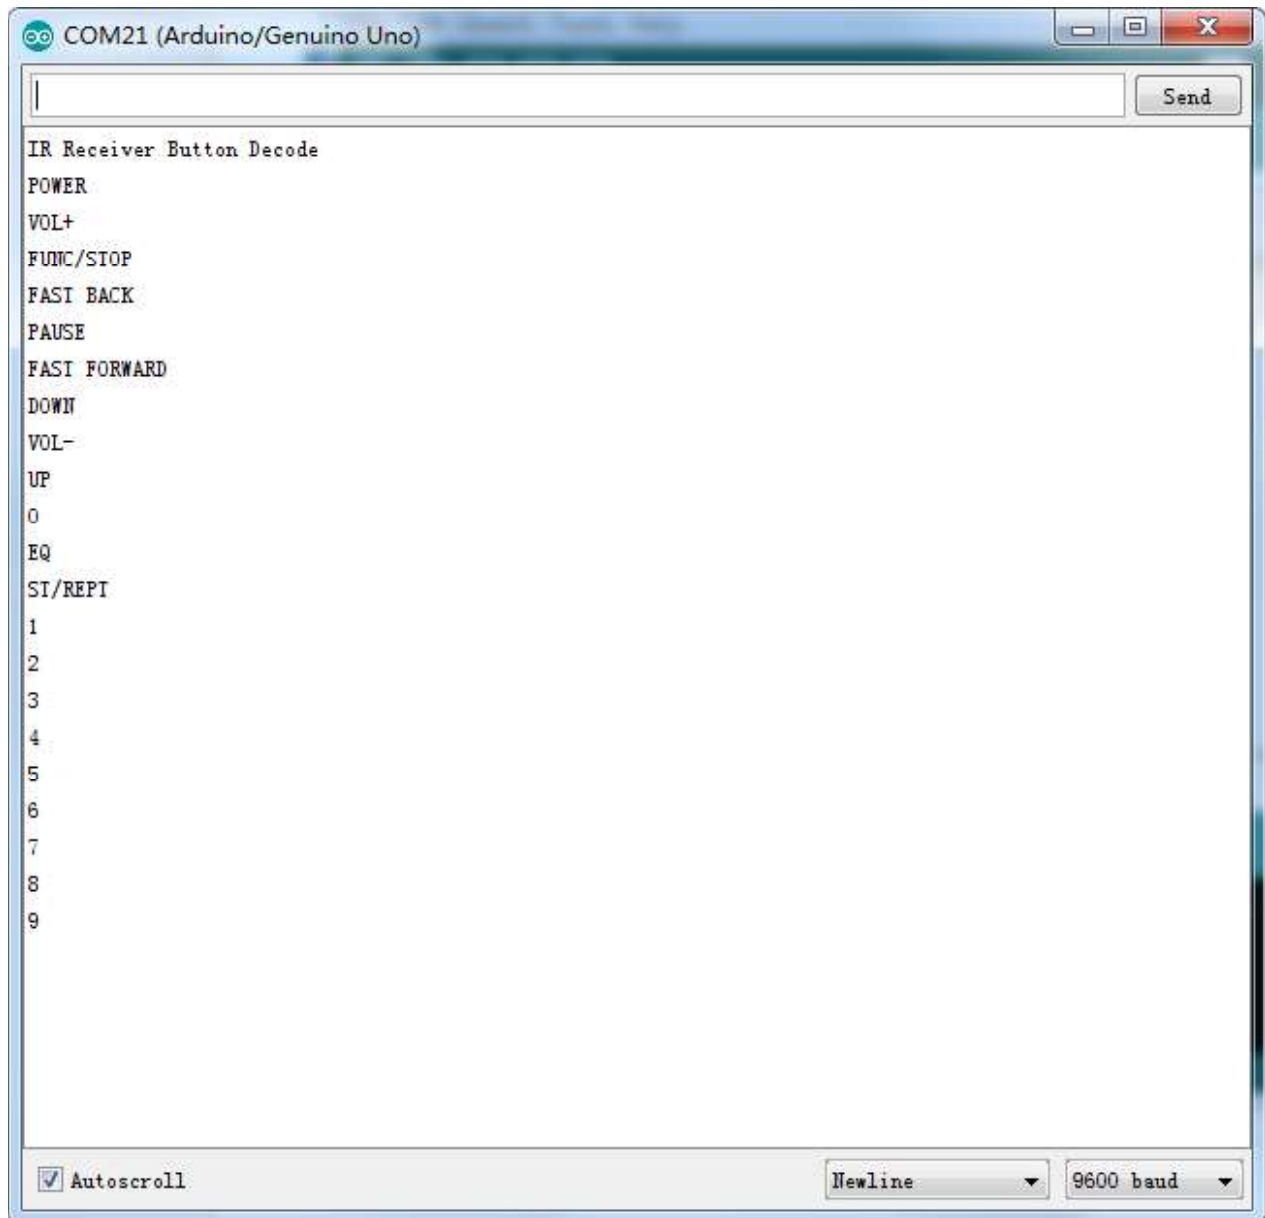 COM21 (Arduino/Genuino Uno)
Send
IR Receiver Button Decode
POWER
VOL+
FUNC/STOP
FAST BACK
PAUSE
FAST FORWARD
DOWN
VOL-
UP
0
EQ
ST/REPT
1
2
3
4
5
6
7
8
9
Autoscroll
Newline
9600 baud